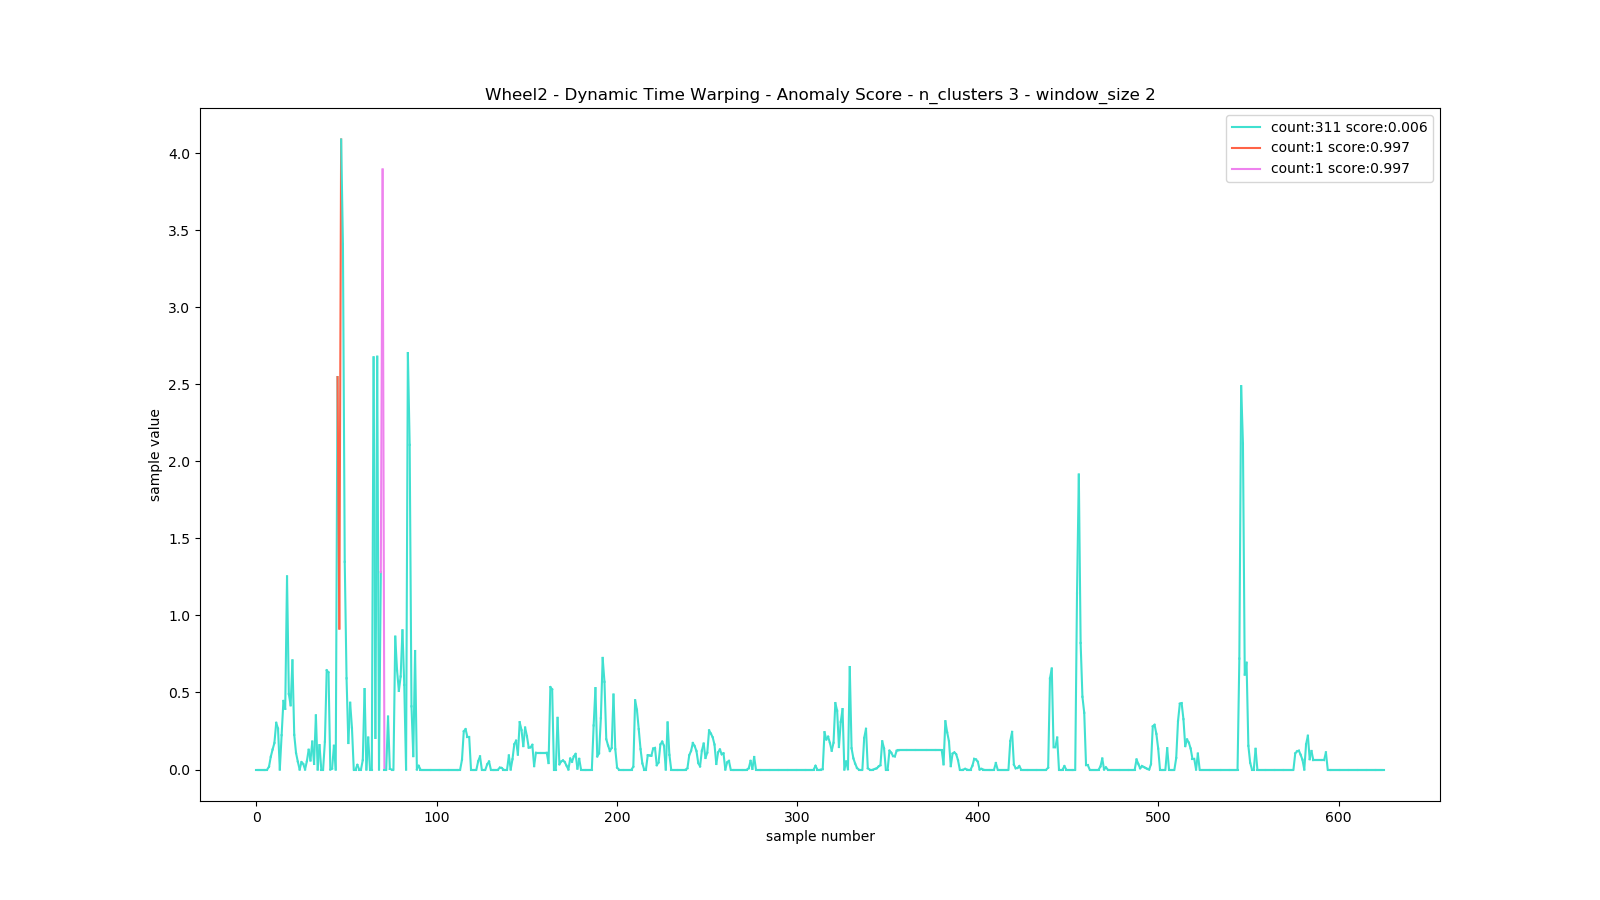 Wheel2 - Dynamic Time Warping - Anomaly Score - n_clusters 3 - window_size 2
count:311 score:0.006
count:1 score:0.997
count:1 score:0.997
4.0
3.5
3.0
2.5
2.0
1.5
1.0
0.5
0.0
sample value
0 100 200 300 400 500 600
sample number